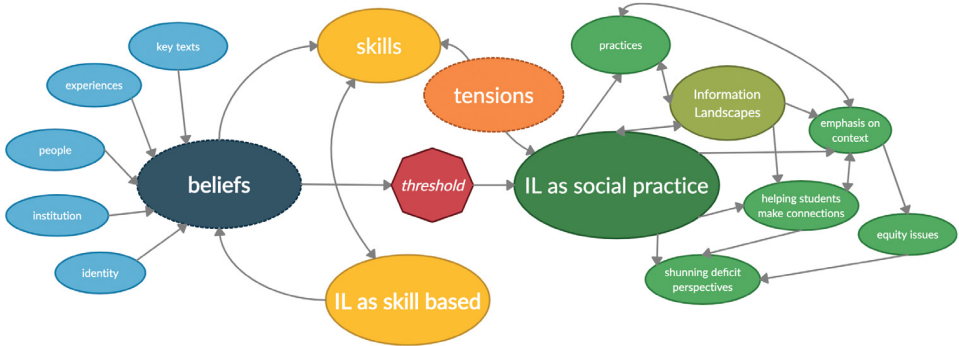 key texts
skills
practices
experiences
tensions
Information
Landscapes
emphasis on
context
people
beliefs
threshold
IL as social practice
helping students
make connections
institution
equity issues
identity
shunning deficit
perspectives
IL as skill based